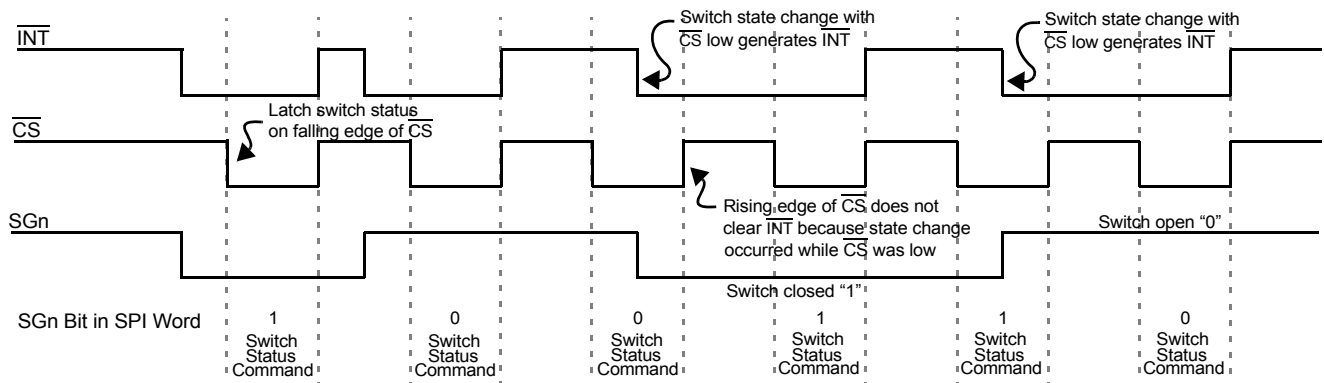 INT
Switch state change with
CS low generates INT
Switch state change with
CS low generates INT
Latch switch status
on falling edge of CS
CS
Rising edge of CS does not
clear INT because state change
occurred while CS was low
SGn
Switch open “0”
Switch closed “1”
SGn Bit in SPI Word
1
Switch
Status
Command
0
Switch
Status
Command
0
Switch
Status
Command
1
Switch
Status
Command
1
Switch
Status
Command
0
Switch
Status
Command